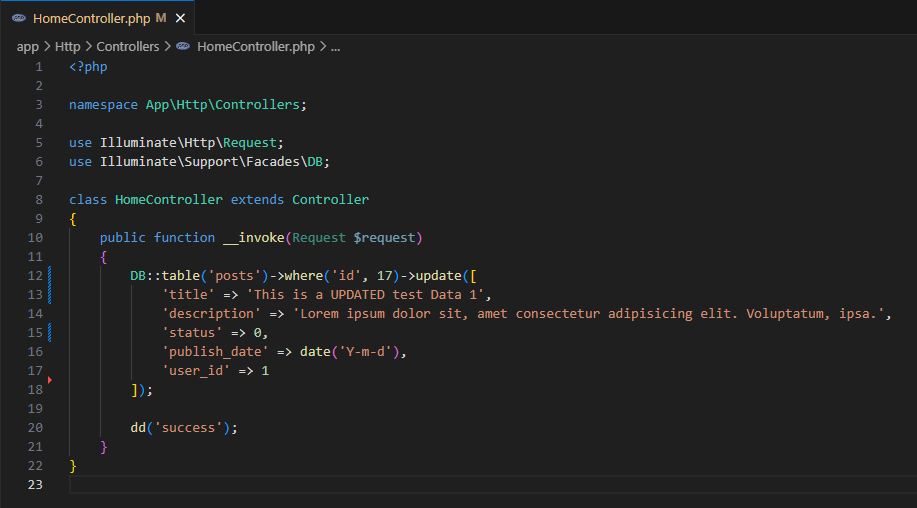 HomeController.php M ×
app > Http > Controllers > HomeController.php > ...
1 <?php
2
3 namespace App\Http\Controllers;
4
5 use Illuminate\Http\Request;
6 use Illuminate\Support\Facades\DB;
7
8 class HomeController extends Controller
9 {
10     public function __invoke(Request $request)
11     {
12         DB::table('posts')->where('id', 17)->update([
13             'title' => 'This is a UPDATED test Data 1',
14             'description' => 'Lorem ipsum dolor sit, amet consectetur adipisicing elit. Voluptatum, ipsa.',
15             'status' => 0,
16             'publish_date' => date('Y-m-d'),
17             'user_id' => 1
18         ]);
19
20         dd('success');
21     }
22 }
23